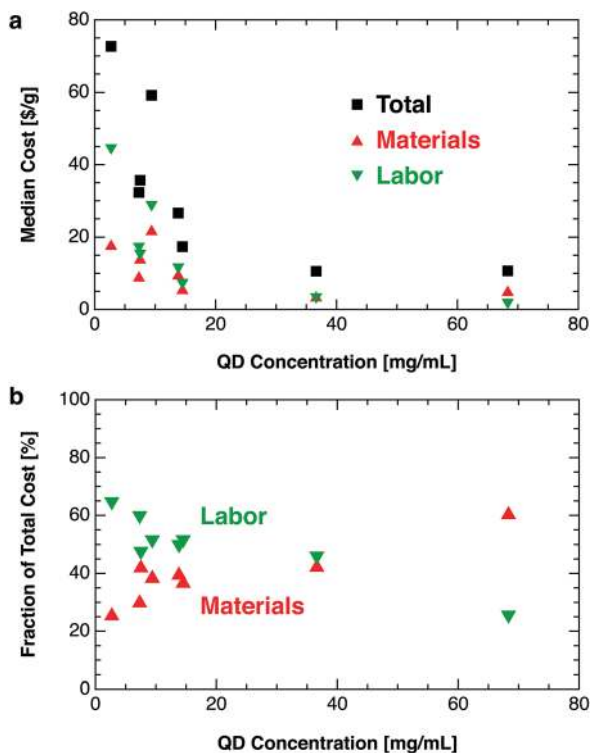 a
Median Cost [$/g]
80
60
40
20
0
Total
Materials
Labor
0 20 40 60 80
QD Concentration [mg/mL]
b
Fraction of Total Cost [%]
100
80
60
40
20
0
Labor
Materials
0 20 40 60 80
QD Concentration [mg/mL]